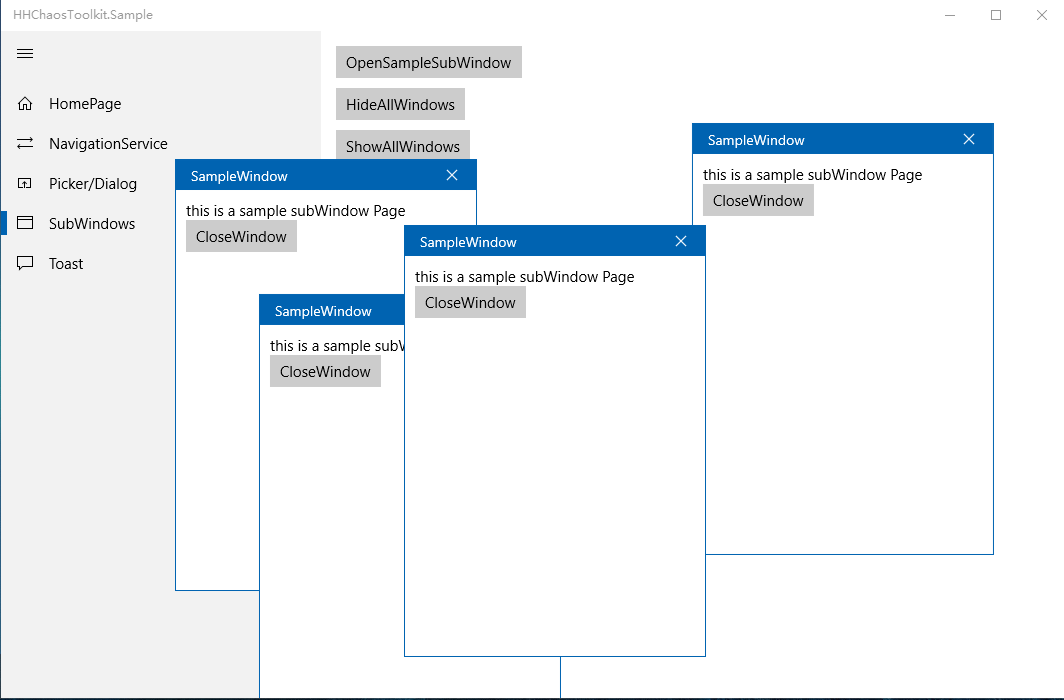 HHChaosToolkit.Sample
HomePage
NavigationService
Picker/Dialog
SubWindows
Toast
OpenSampleSubWindow
HideAllWindows
ShowAllWindows
SampleWindow
this is a sample subWindow Page
CloseWindow
SampleWindow
this is a sample subW
CloseWindow
SampleWindow
this is a sample subWindow Page
CloseWindow
SampleWindow
this is a sample subWindow Page
CloseWindow